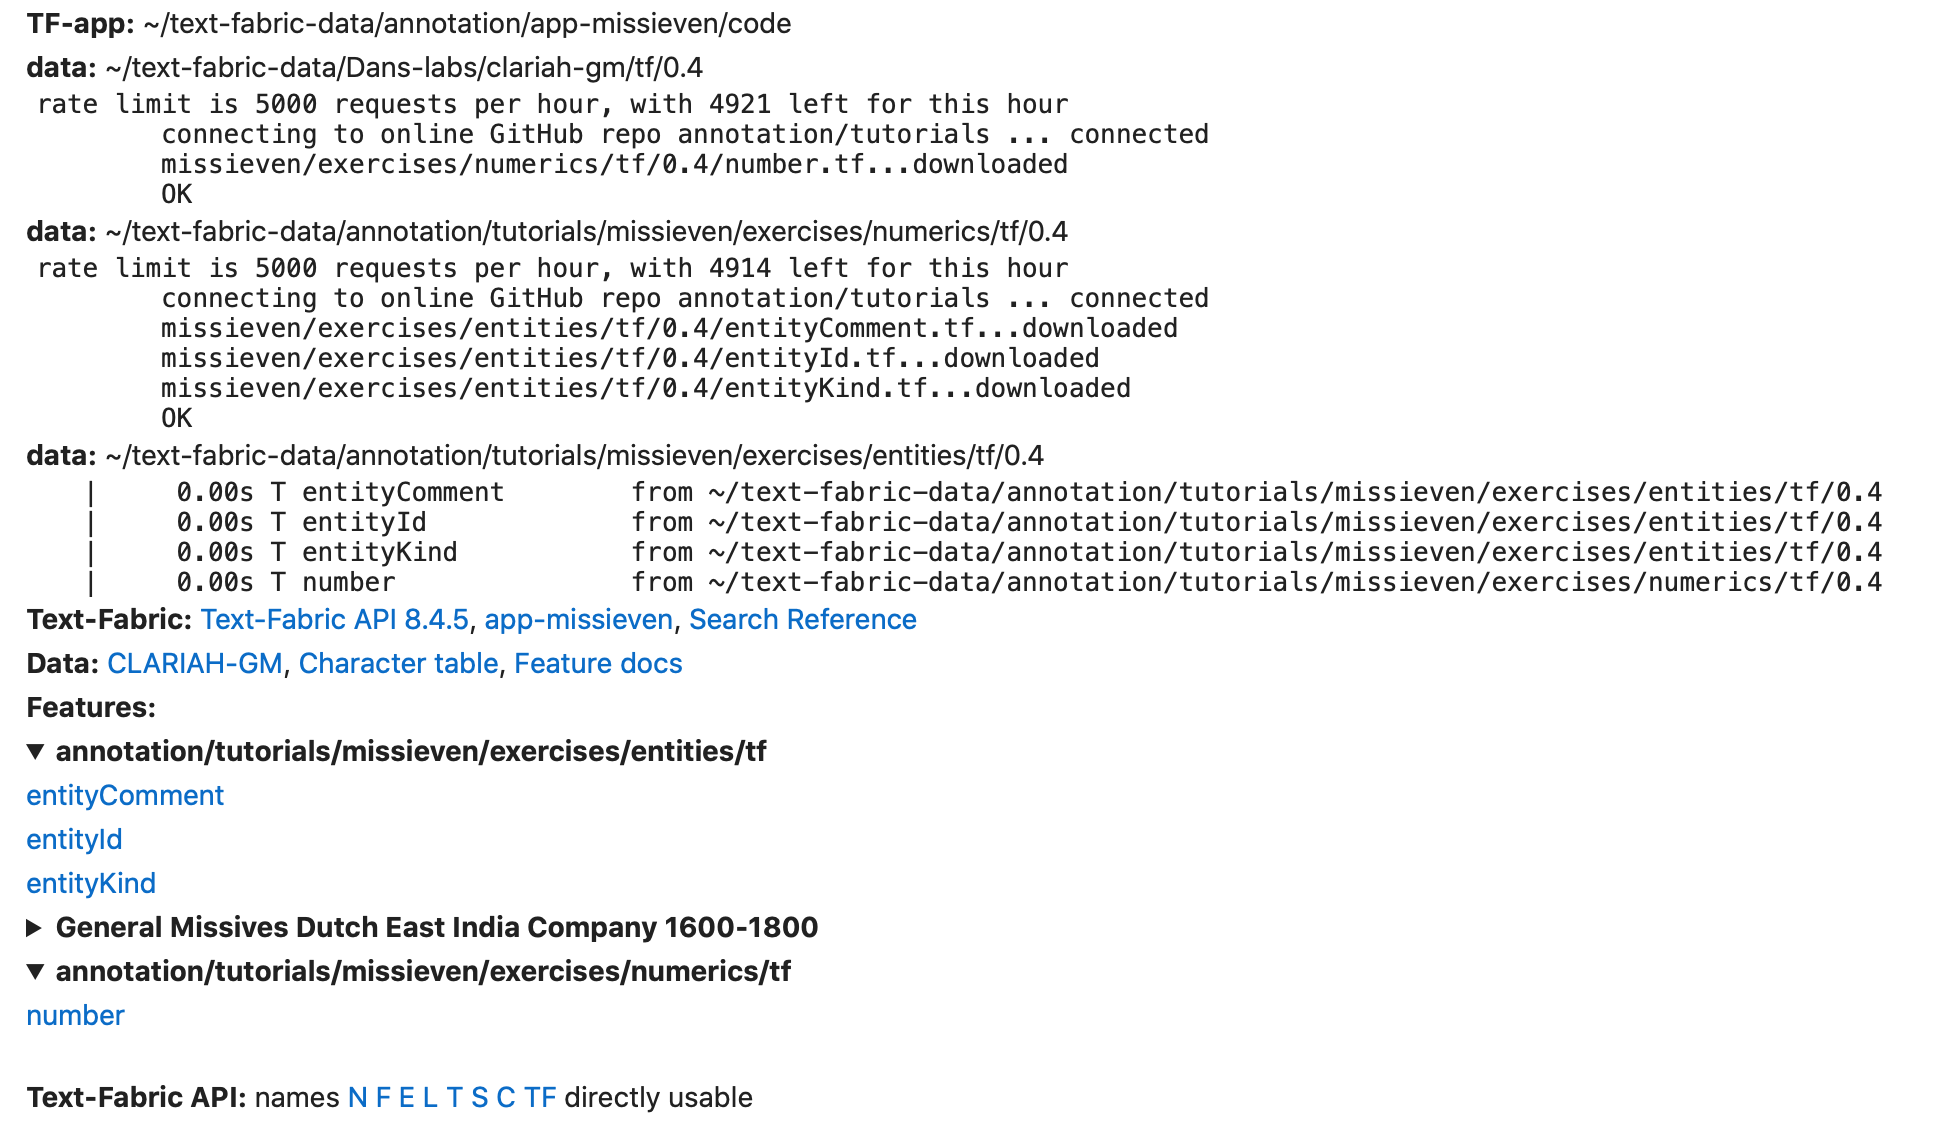 TF-app: ~/text-fabric-data/annotation/app-missieven/code
data: ~/text-fabric-data/Dans-labs/clariah-gm/tf/0.4
rate limit is 5000 requests per hour, with 4921 left for this hour
connecting to online GitHub repo annotation/tutorials ... connected
missieven/exercises/numerics/tf/0.4/number.tf...downloaded
OK
data: ~/text-fabric-data/annotation/tutorials/missieven/exercises/numerics/tf/0.4
rate limit is 5000 requests per hour, with 4914 left for this hour
connecting to online GitHub repo annotation/tutorials ... connected
missieven/exercises/entities/tf/0.4/entityComment.tf...downloaded
missieven/exercises/entities/tf/0.4/entityId.tf...downloaded
missieven/exercises/entities/tf/0.4/entityKind.tf...downloaded
OK
data: ~/text-fabric-data/annotation/tutorials/missieven/exercises/entities/tf/0.4
| 0.00s T entityComment from ~/text-fabric-data/annotation/tutorials/missieven/exercises/entities/tf/0.4
| 0.00s T entityId from ~/text-fabric-data/annotation/tutorials/missieven/exercises/entities/tf/0.4
| 0.00s T entityKind from ~/text-fabric-data/annotation/tutorials/missieven/exercises/entities/tf/0.4
| 0.00s T number from ~/text-fabric-data/annotation/tutorials/missieven/exercises/numerics/tf/0.4
Text-Fabric: Text-Fabric API 8.4.5, app-missieven, Search Reference
Data: CLARIAH-GM, Character table, Feature docs
Features:
▼ annotation/tutorials/missieven/exercises/entities/tf
entityComment
entityId
entityKind
▶ General Missives Dutch East India Company 1600-1800
▼ annotation/tutorials/missieven/exercises/numerics/tf
number
Text-Fabric API: names N F E L T S C TF directly usable